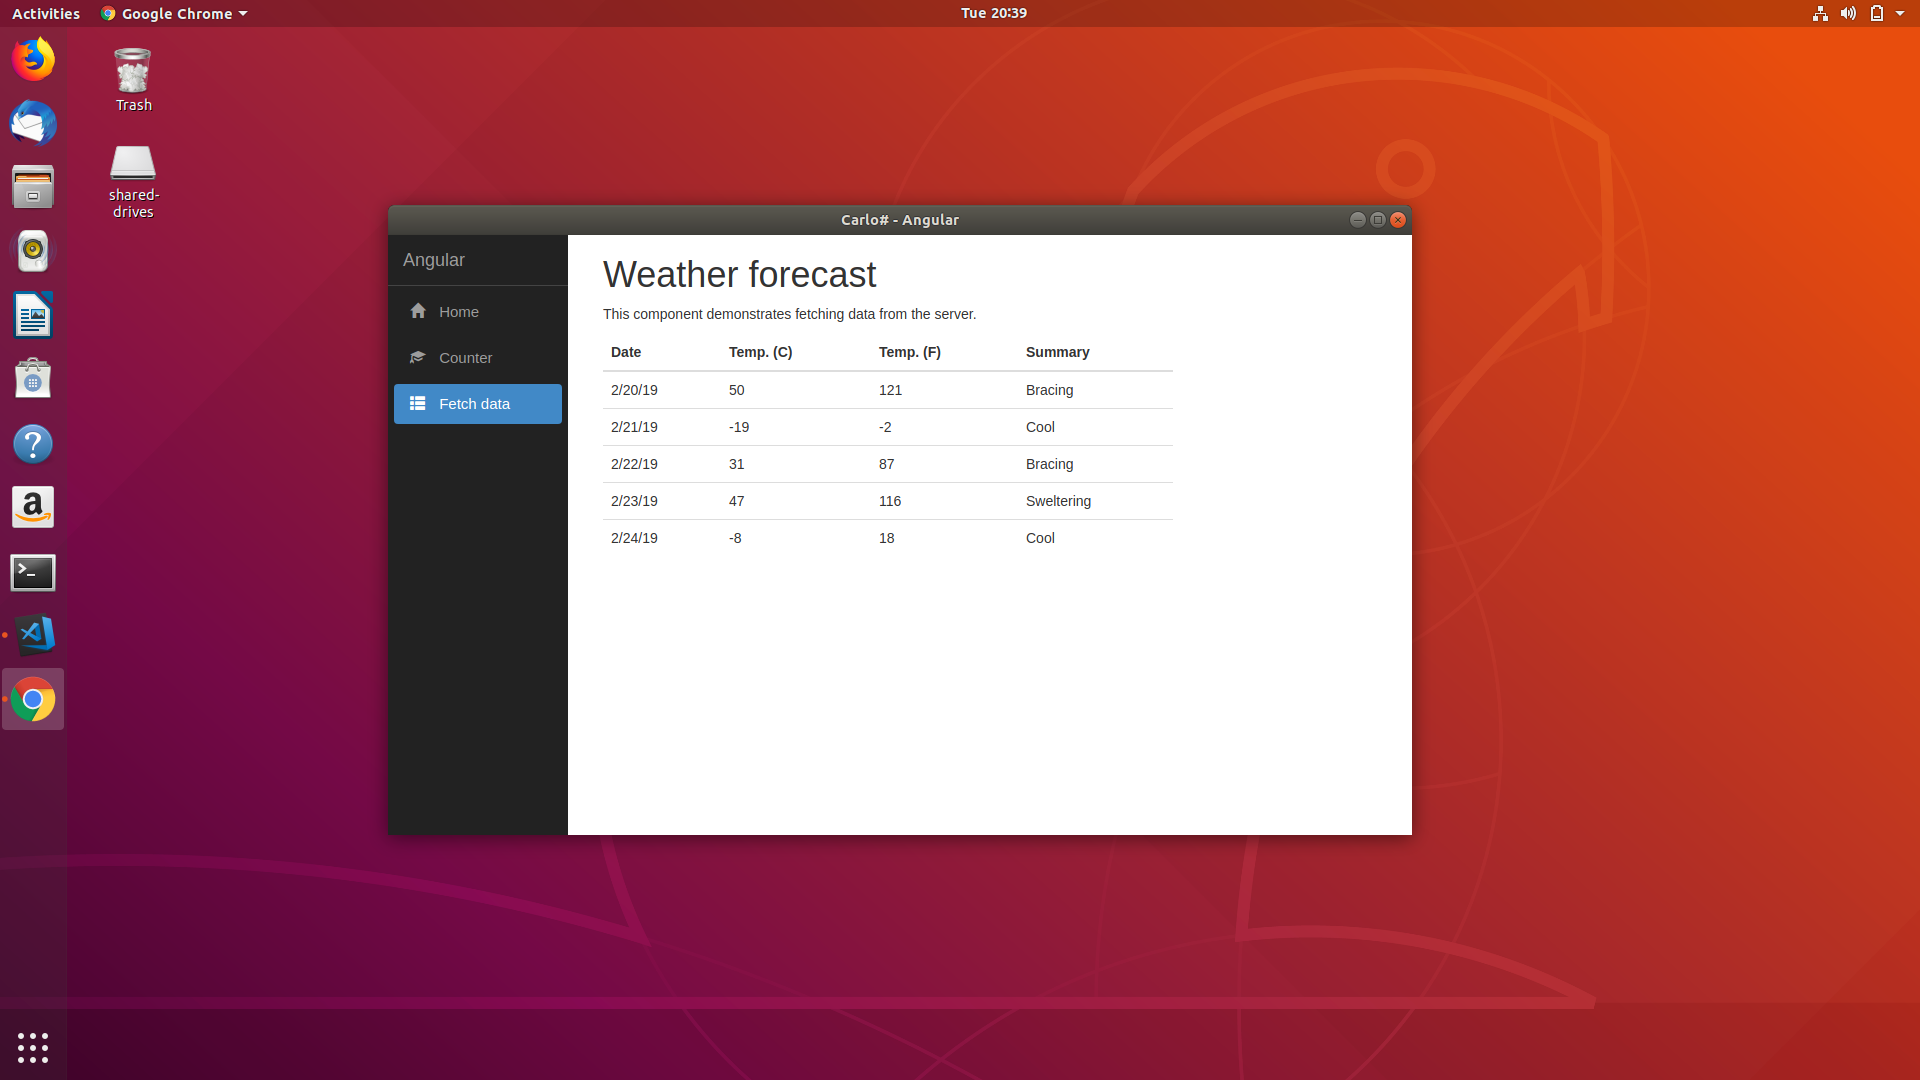 Activities Google Chrome Tue 20:39
Trash
shared-
drives
Carlo# - Angular
Angular
Home
Counter
Fetch data
Weather forecast
This component demonstrates fetching data from the server.
Date Temp. (C) Temp. (F) Summary
2/20/19 50 121 Bracing
2/21/19 -19 -2 Cool
2/22/19 31 87 Bracing
2/23/19 47 116 Sweltering
2/24/19 -8 18 Cool